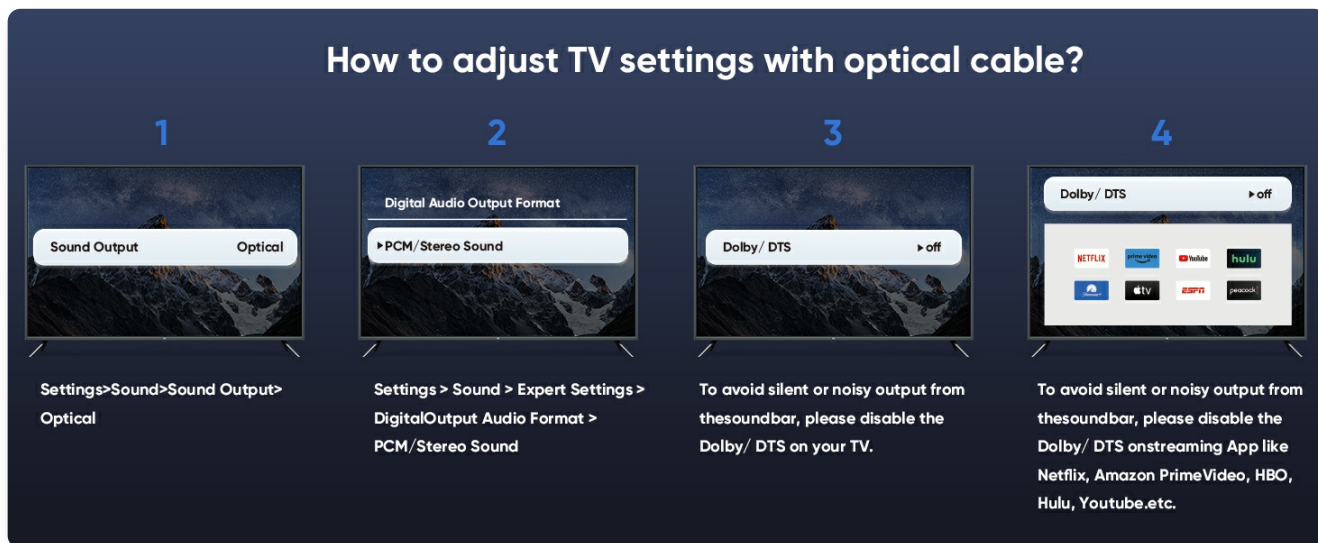 How to adjust TV settings with optical cable?
1
Sound Output Optical
Settings>Sound>Sound Output>
Optical
2
Digital Audio Output Format
PCM/Stereo Sound
Settings > Sound > Expert Settings >
DigitalOutput Audio Format >
PCM/Stereo Sound
3
Dolby/ DTS off
To avoid silent or noisy output from
thesoundbar, please disable the
Dolby/ DTS on your TV.
4
Dolby/ DTS off
NETFLIX prime video YouTube hulu
Paramount+ tv ESPN peacock
To avoid silent or noisy output from
thesoundbar, please disable the
Dolby/ DTS onstreaming App like
Netflix, Amazon PrimeVideo, HBO,
Hulu, Youtube.etc.